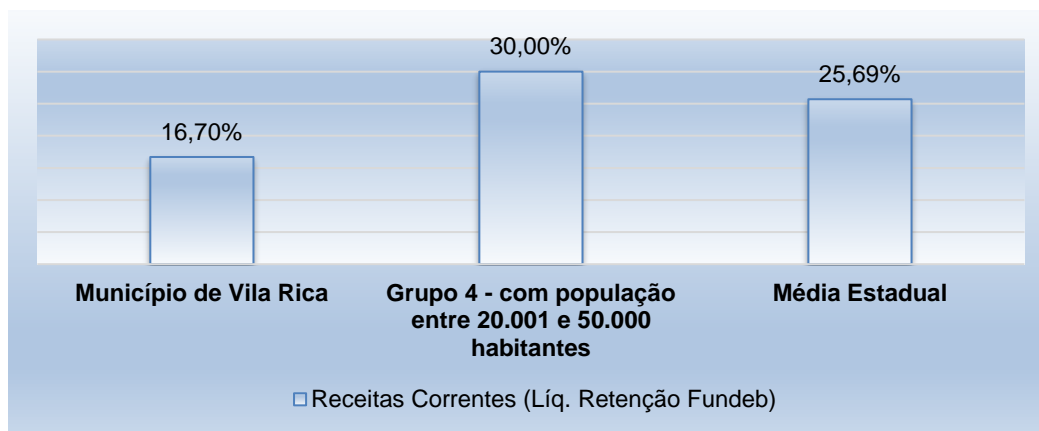 30,00%
25,69%
16,70%
Município de Vila Rica
Grupo 4 - com população
entre 20.001 e 50.000
habitantes
Média Estadual
Receitas Correntes (Líq. Retenção Fundeb)